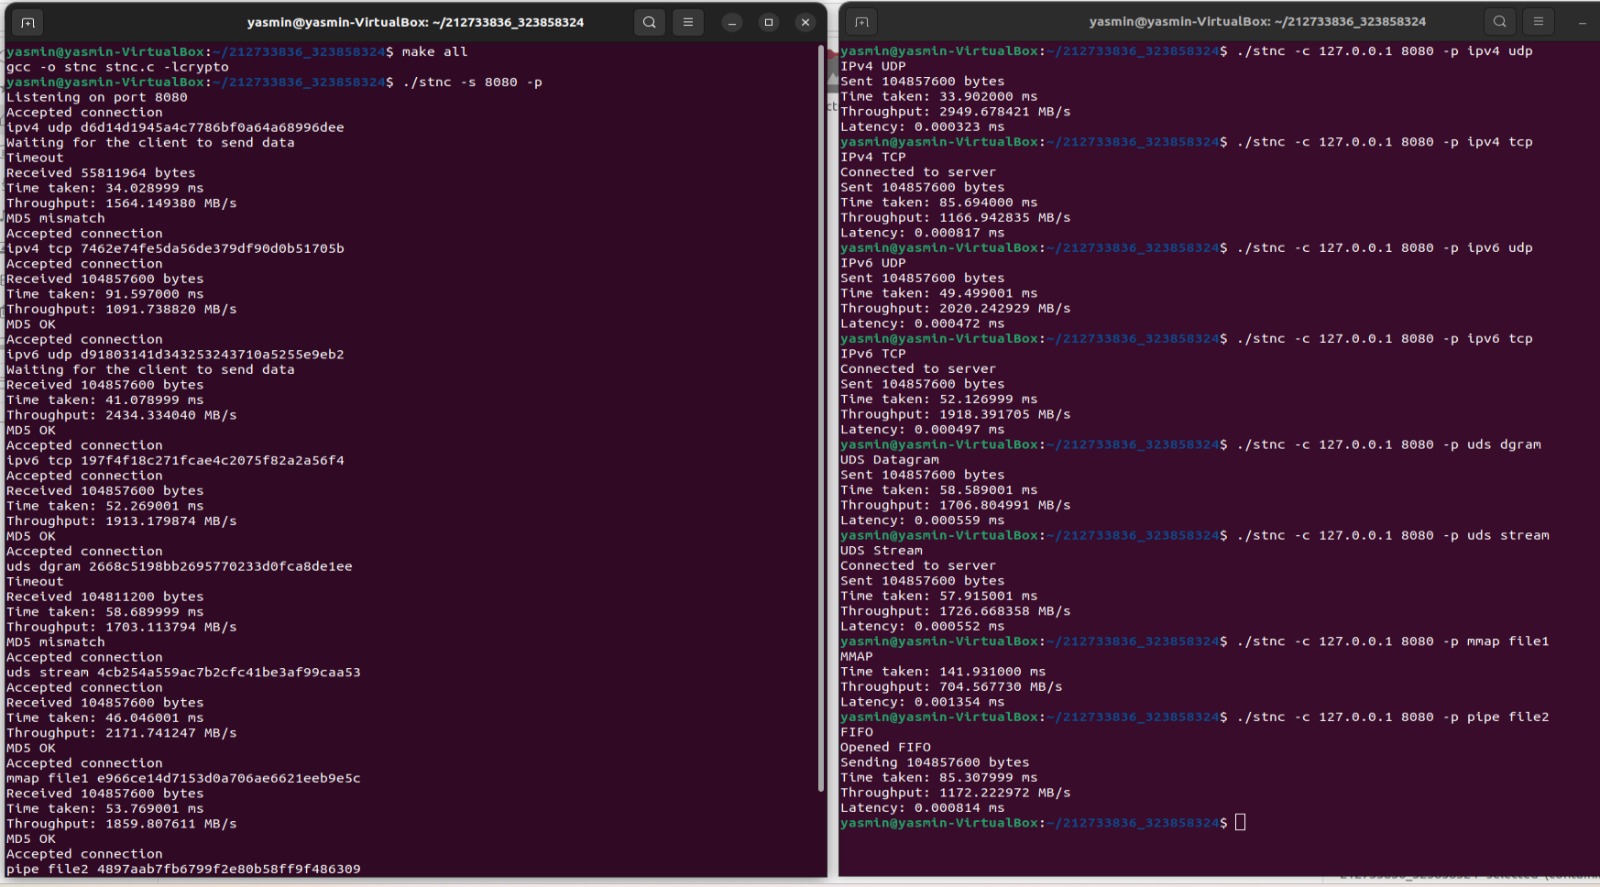 yasmin@yasmin-VirtualBox: ~/212733836_323858324
yasmin@yasmin-VirtualBox:~/212733836_323858324$ make all
gcc -o stnc stnc.c -lcrypto
yasmin@yasmin-VirtualBox:~/212733836_323858324$ ./stnc -s 8080 -p
Listening on port 8080
Accepted connection
ipv4 udp d6d14d1945a4c7786bf0a64a68996dee
Waiting for the client to send data
Timeout
Received 55811964 bytes
Time taken: 34.028999 ms
Throughput: 1564.149380 MB/s
MD5 mismatch
Accepted connection
ipv4 tcp 7462e74fe5da56de379df90d0b51705b
Accepted connection
Received 104857600 bytes
Time taken: 91.597000 ms
Throughput: 1091.738820 MB/s
MD5 OK
Accepted connection
ipv6 udp d91803141d343253243710a5255e9eb2
Waiting for the client to send data
Received 104857600 bytes
Time taken: 41.078999 ms
Throughput: 2434.334040 MB/s
MD5 OK
Accepted connection
ipv6 tcp 197f4f18c271fcae4c2075f82a2a56f4
Accepted connection
Received 104857600 bytes
Time taken: 52.269001 ms
Throughput: 1913.179874 MB/s
MD5 OK
Accepted connection
uds dgram 2668c5198bb2695770233d0fca8de1ee
Timeout
Received 104811200 bytes
Time taken: 58.689999 ms
Throughput: 1703.113794 MB/s
MD5 mismatch
Accepted connection
uds stream 4cb254a559ac7b2cfc41be3af99caa53
Accepted connection
Received 104857600 bytes
Time taken: 46.046001 ms
Throughput: 2171.741247 MB/s
MD5 OK
Accepted connection
mmap file1 e966ce14d7153d0a706ae6621eeb9e5c
Received 104857600 bytes
Time taken: 53.769001 ms
Throughput: 1859.807611 MB/s
MD5 OK
Accepted connection
pipe file2 4897aab7fb6799f2e80b58ff9f486309
yasmin@yasmin-VirtualBox: ~/212733836_323858324
yasmin@yasmin-VirtualBox:~/212733836_323858324$ ./stnc -c 127.0.0.1 8080 -p ipv4 udp
IPv4 UDP
Sent 104857600 bytes
Time taken: 33.902000 ms
Throughput: 2949.678421 MB/s
Latency: 0.000323 ms
yasmin@yasmin-VirtualBox:~/212733836_323858324$ ./stnc -c 127.0.0.1 8080 -p ipv4 tcp
IPv4 TCP
Connected to server
Sent 104857600 bytes
Time taken: 85.694000 ms
Throughput: 1166.942835 MB/s
Latency: 0.000817 ms
yasmin@yasmin-VirtualBox:~/212733836_323858324$ ./stnc -c 127.0.0.1 8080 -p ipv6 udp
IPv6 UDP
Sent 104857600 bytes
Time taken: 49.499001 ms
Throughput: 2020.242929 MB/s
Latency: 0.000472 ms
yasmin@yasmin-VirtualBox:~/212733836_323858324$ ./stnc -c 127.0.0.1 8080 -p ipv6 tcp
IPv6 TCP
Connected to server
Sent 104857600 bytes
Time taken: 52.126999 ms
Throughput: 1918.391705 MB/s
Latency: 0.000497 ms
yasmin@yasmin-VirtualBox:~/212733836_323858324$ ./stnc -c 127.0.0.1 8080 -p uds dgram
UDS Datagram
Sent 104857600 bytes
Time taken: 58.589001 ms
Throughput: 1706.804991 MB/s
Latency: 0.000559 ms
yasmin@yasmin-VirtualBox:~/212733836_323858324$ ./stnc -c 127.0.0.1 8080 -p uds stream
UDS Stream
Connected to server
Sent 104857600 bytes
Time taken: 57.915001 ms
Throughput: 1726.668358 MB/s
Latency: 0.000552 ms
yasmin@yasmin-VirtualBox:~/212733836_323858324$ ./stnc -c 127.0.0.1 8080 -p mmap file1
MMAP
Time taken: 141.931000 ms
Throughput: 704.567730 MB/s
Latency: 0.001354 ms
yasmin@yasmin-VirtualBox:~/212733836_323858324$ ./stnc -c 127.0.0.1 8080 -p pipe file2
FIFO
Opened FIFO
Sending 104857600 bytes
Time taken: 85.307999 ms
Throughput: 1172.222972 MB/s
Latency: 0.000814 ms
yasmin@yasmin-VirtualBox:~/212733836_323858324$